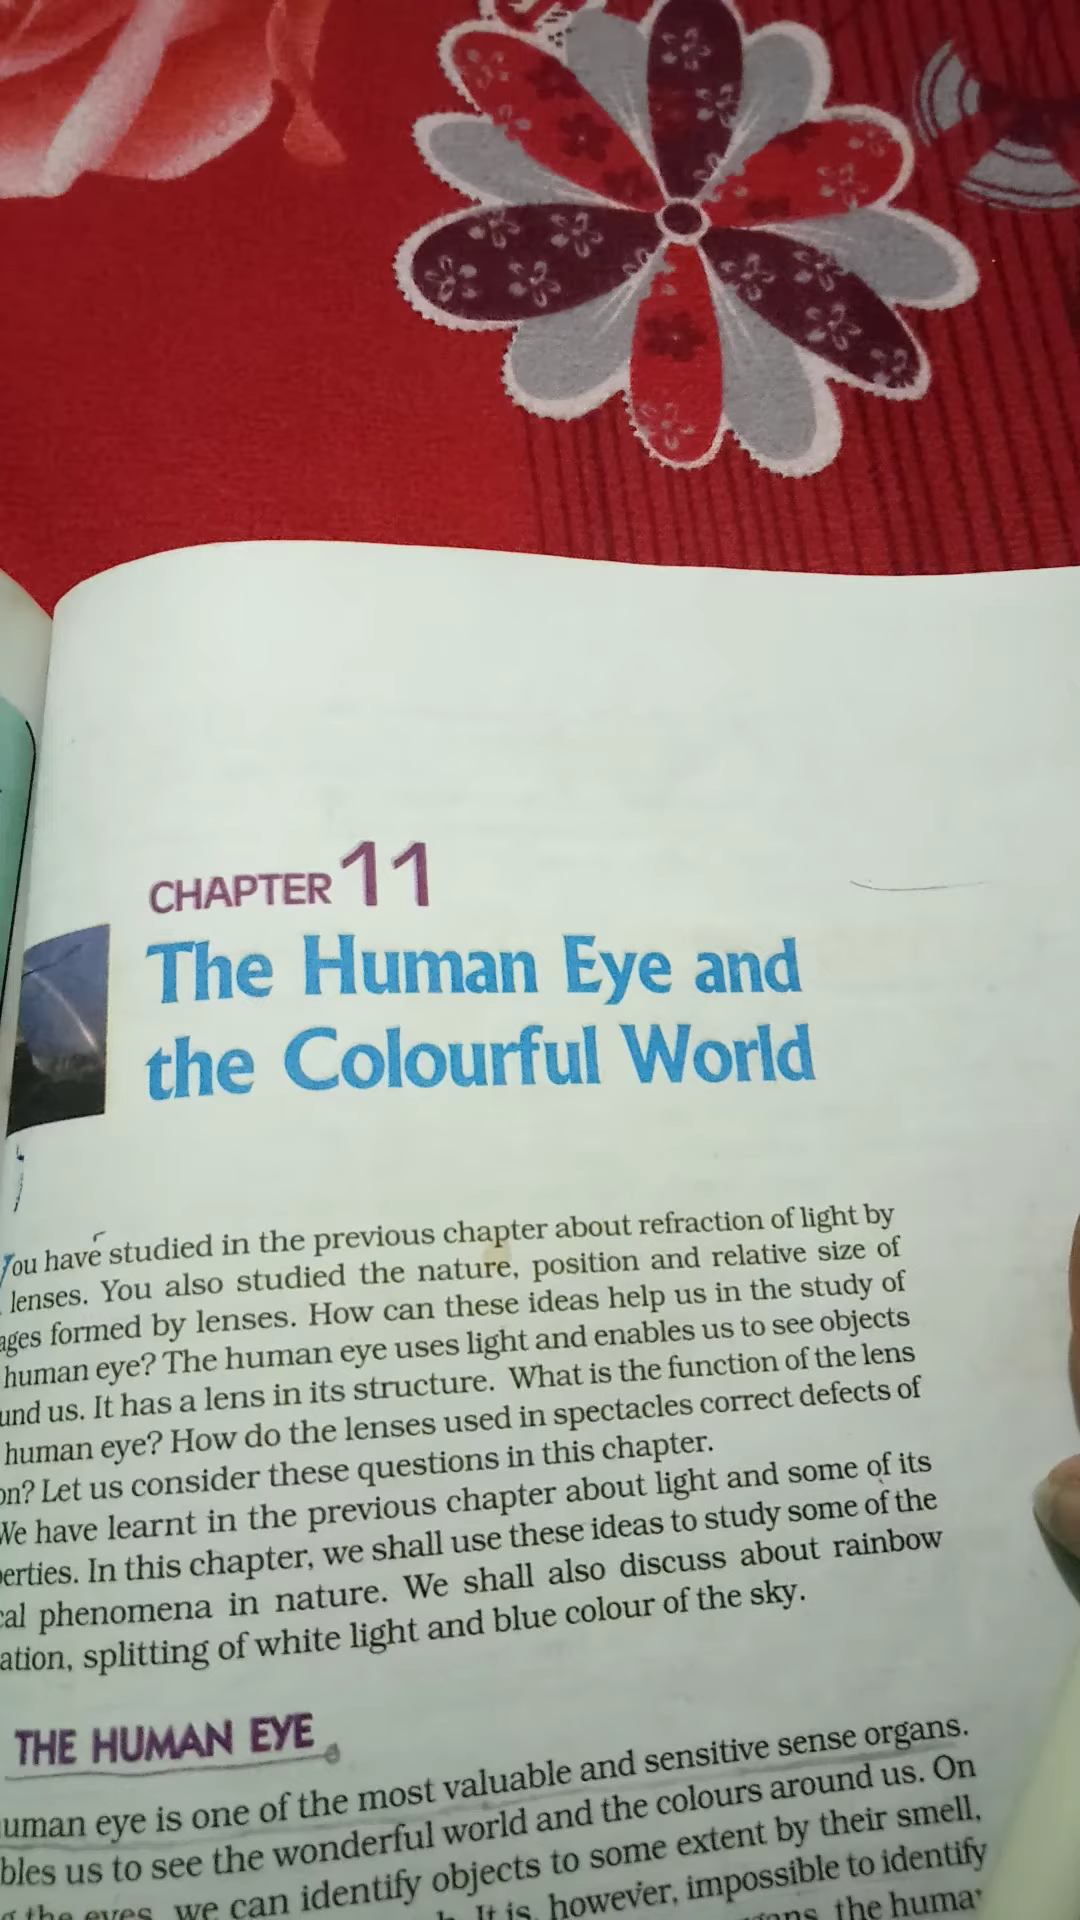 CHAPTER 11
The Human Eye and
the Colourful World
You have studied in the previous chapter about refraction of light by
lenses. You also studied the nature, position and relative size of
ages formed by lenses. How can these ideas help us in the study of
human eye? The human eye uses light and enables us to see objects
und us. It has a lens in its structure. What is the function of the lens
human eye? How do the lenses used in spectacles correct defects of
on? Let us consider these questions in this chapter.
We have learnt in the previous chapter about light and some of its
erties. In this chapter, we shall use these ideas to study some of the
cal phenomena in nature. We shall also discuss about rainbow
ation, splitting of white light and blue colour of the sky.
THE HUMAN EYE
uman eye is one of the most valuable and sensitive sense organs.
bles us to see the wonderful world and the colours around us. On
the eyes, we can identify objects to some extent by their smell,
It is, however, impossible to identify
the huma